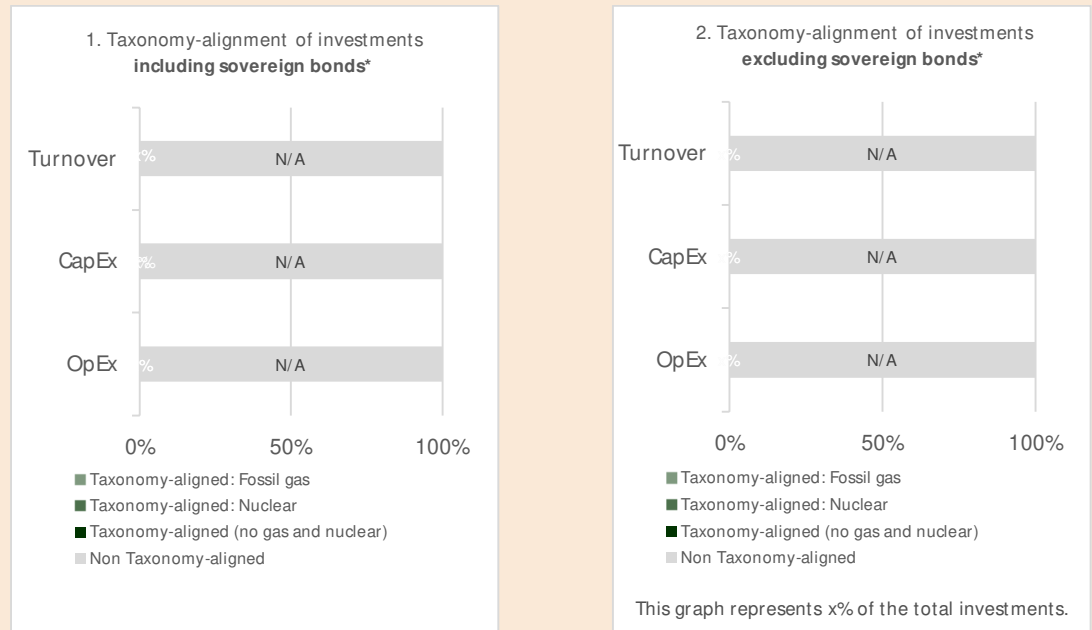 1. Taxonomy-alignment of investments
including sovereign bonds*
Turnover
N/A
CapEx
N/A
OpEx
N/A
0% 50% 100%
Taxonomy-aligned: Fossil gas
Taxonomy-aligned: Nuclear
Taxonomy-aligned (no gas and nuclear)
Non Taxonomy-aligned
2. Taxonomy-alignment of investments
excluding sovereign bonds*
Turnover
N/A
CapEx
N/A
OpEx
N/A
0% 50% 100%
Taxonomy-aligned: Fossil gas
Taxonomy-aligned: Nuclear
Taxonomy-aligned (no gas and nuclear)
Non Taxonomy-aligned
This graph represents x% of the total investments.